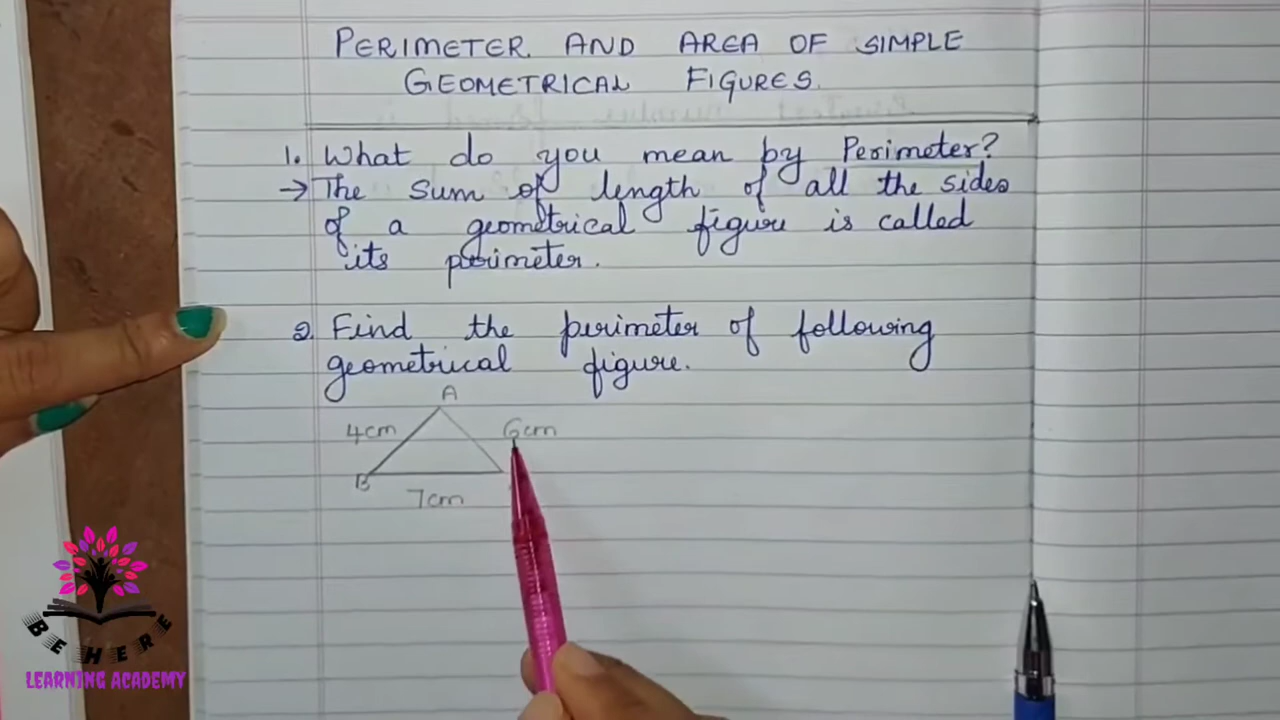 PERIMETER AND AREA OF SIMPLE
GEOMETRICAL FIGURES.
1. What do you mean by Perimeter?
→ The sum of length of all the sides
of a geometrical figure is called
its perimeter.
2. Find the perimeter of following
geometrical figure.
A
4cm 6cm
B
7cm
BE HERE
LEARNING ACADEMY